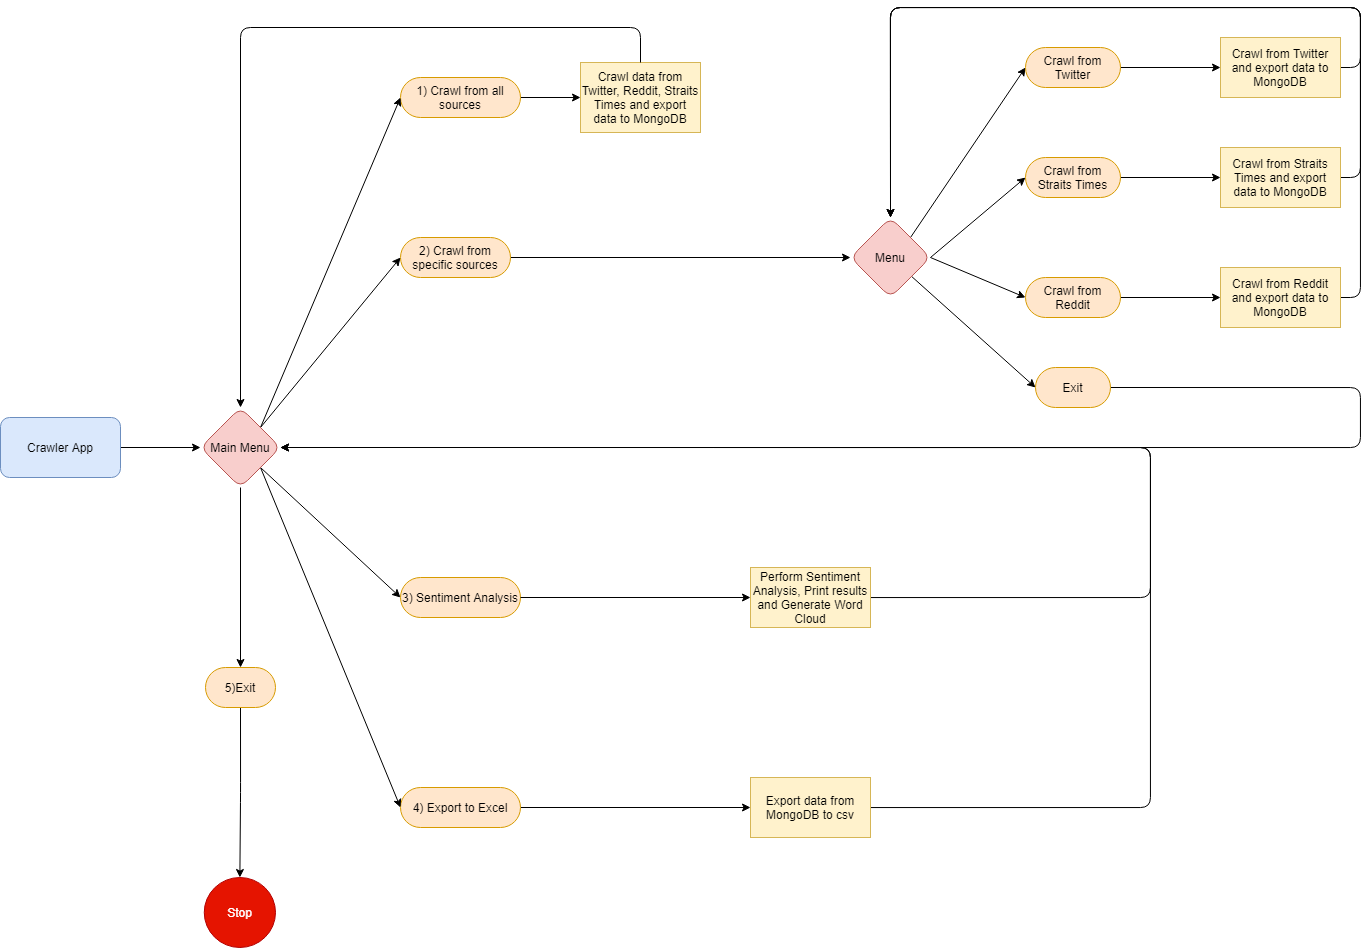 Crawl from Twitter
and export data to
MongoDB
Crawl from
Twitter
Crawl data from
Twitter, Reddit, Straits
Times and export
data to MongoDB
1) Crawl from all
sources
Crawl from
Straits Times
Crawl from Straits
Times and export
data to MongoDB
2) Crawl from
specific sources
Menu
Crawl from
Reddit
Crawl from Reddit
and export data to
MongoDB
Exit
Crawler App
Main Menu
3) Sentiment Analysis
Perform Sentiment
Analysis, Print results
and Generate Word
Cloud
5)Exit
4) Export to Excel
Export data from
MongoDB to csv
Stop